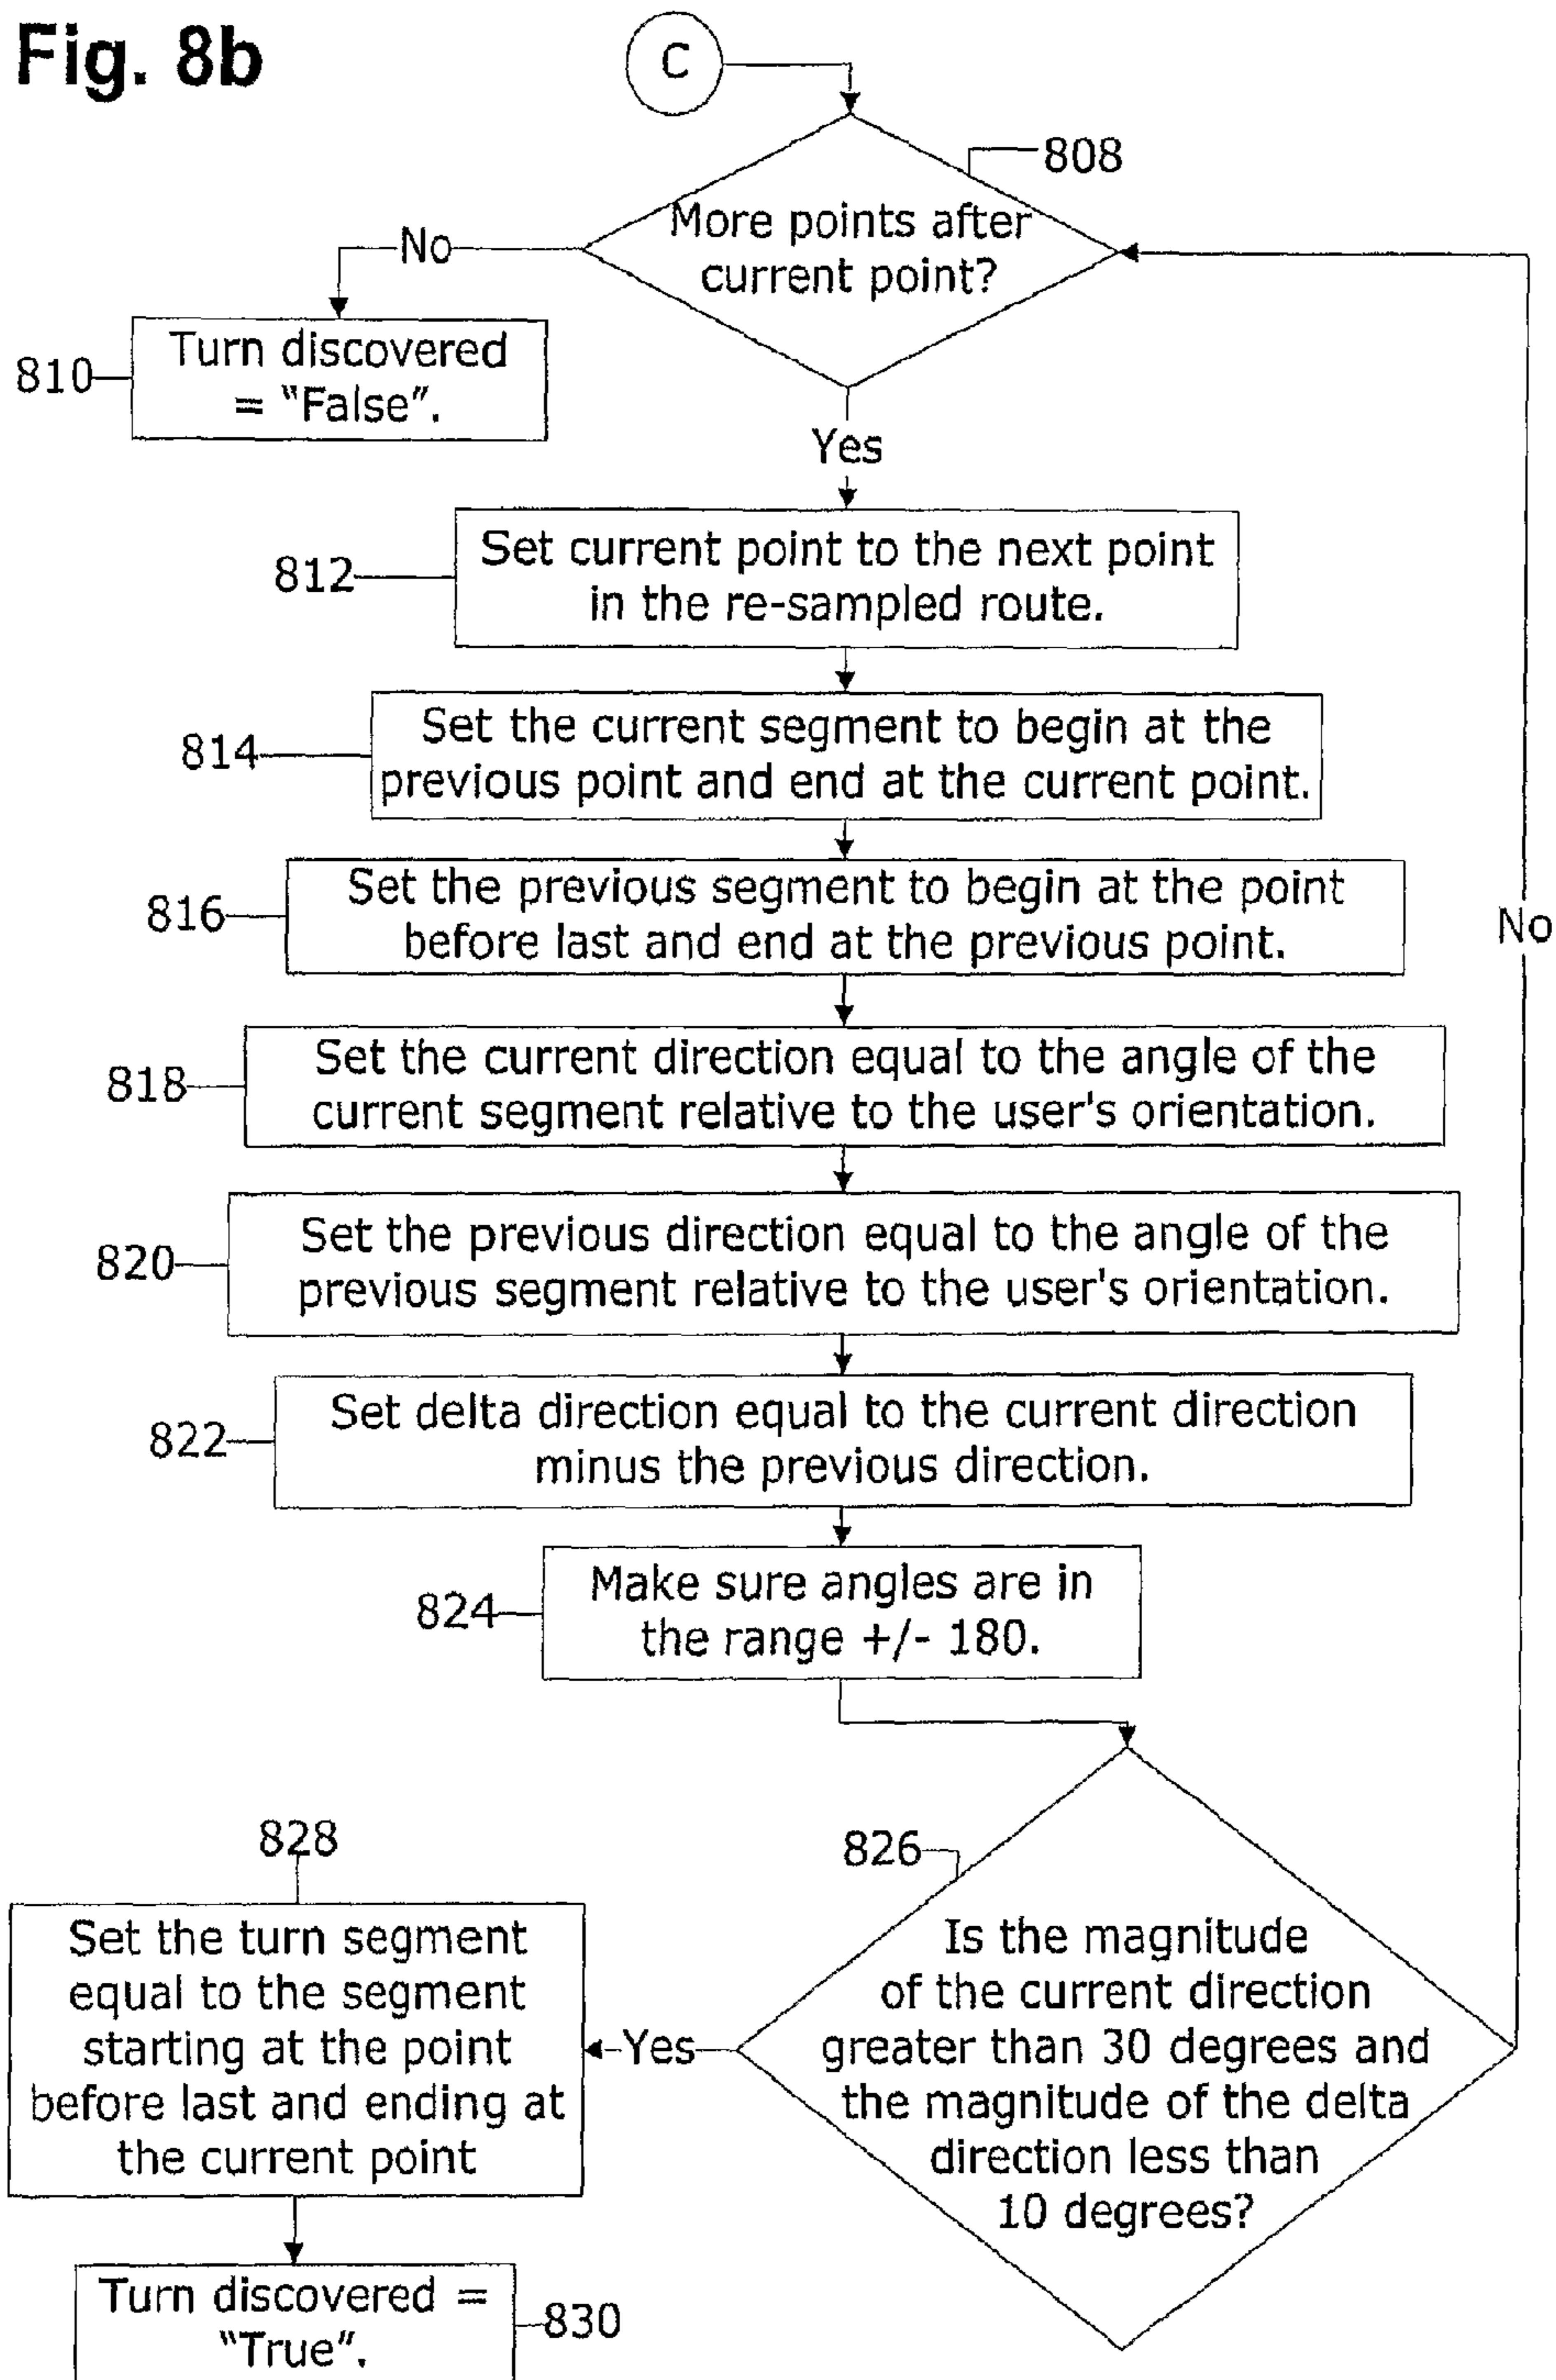 Fig. 8b
C
808
More points after
current point?
No
810
Turn discovered
= “False”.
Yes
812
Set current point to the next point
in the re-sampled route.
814
Set the current segment to begin at the
previous point and end at the current point.
816
Set the previous segment to begin at the point
before last and end at the previous point.
No
818
Set the current direction equal to the angle of the
current segment relative to the user's orientation.
820
Set the previous direction equal to the angle of the
previous segment relative to the user's orientation.
822
Set delta direction equal to the current direction
minus the previous direction.
824
Make sure angles are in
the range +/- 180.
826
Is the magnitude
of the current direction
greater than 30 degrees and
the magnitude of the delta
direction less than
10 degrees?
Yes
828
Set the turn segment
equal to the segment
starting at the point
before last and ending at
the current point
Turn discovered =
“True”.
830